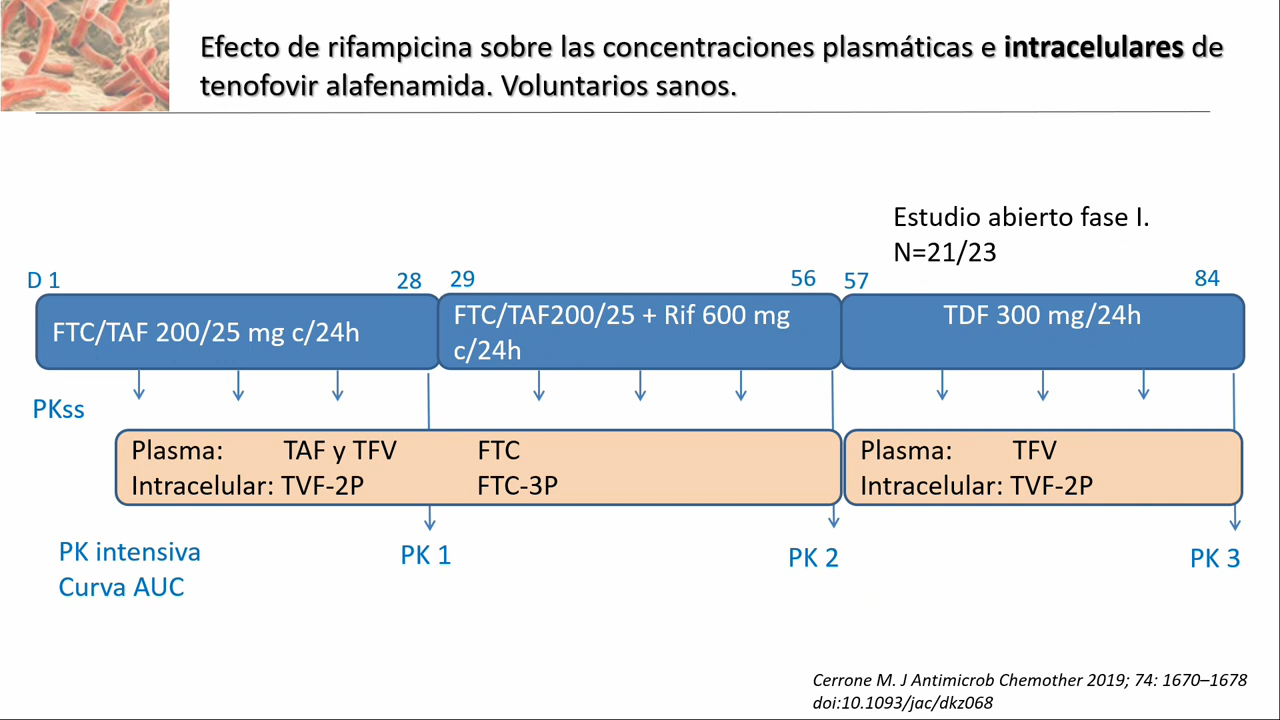 Efecto de rifampicina sobre las concentraciones plasmáticas e intracelulares de
tenofovir alafenamida. Voluntarios sanos.
Estudio abierto fase I.
N=21/23
D 1
28
29
56
57
84
FTC/TAF 200/25 mg c/24h
FTC/TAF200/25 + Rif 600 mg
c/24h
TDF 300 mg/24h
PKss
Plasma: TAF y TFV FTC
Intracelular: TVF-2P FTC-3P
Plasma: TFV
Intracelular: TVF-2P
PK intensiva
Curva AUC
PK 1
PK 2
PK 3
Cerrone M. J Antimicrob Chemother 2019; 74: 1670–1678
doi:10.1093/jac/dkz068